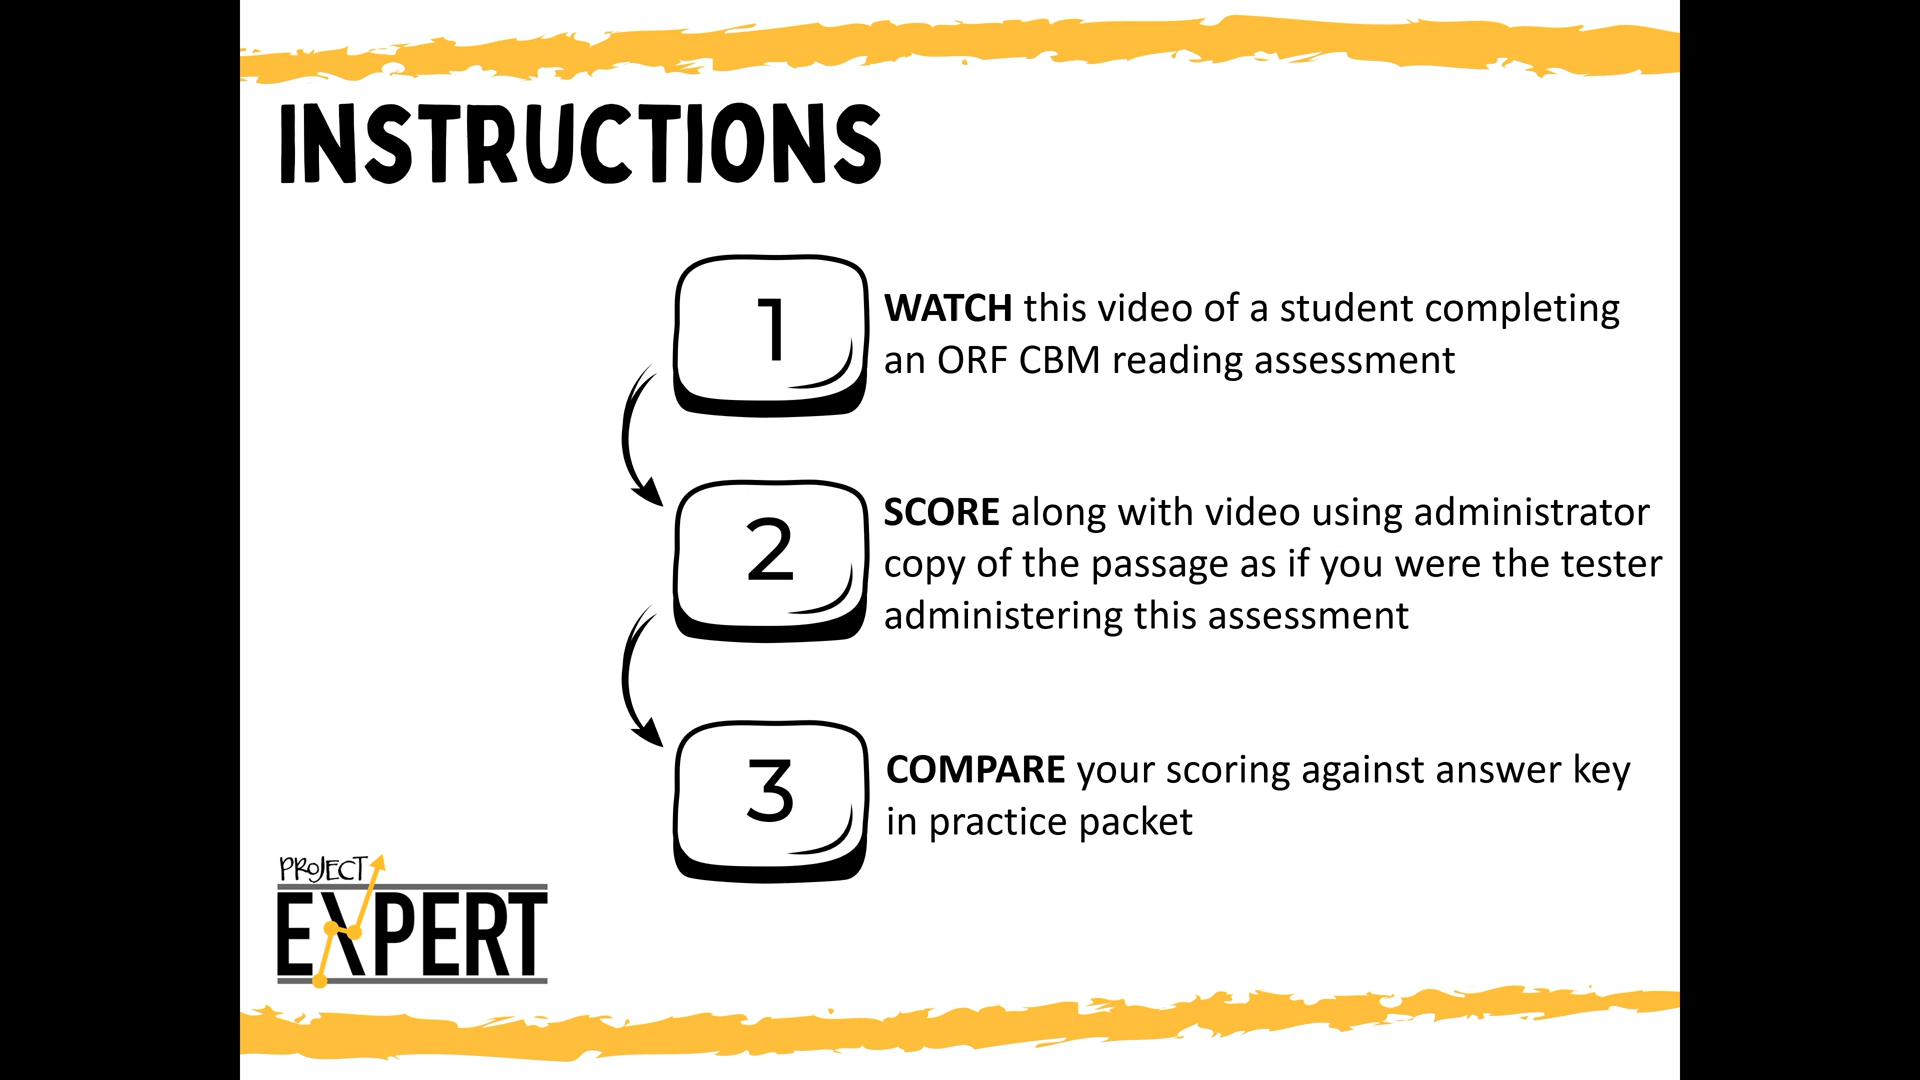 INSTRUCTIONS
1
WATCH this video of a student completing
an ORF CBM reading assessment
2
SCORE along with video using administrator
copy of the passage as if you were the tester
administering this assessment
3
COMPARE your scoring against answer key
in practice packet
PROJECT
EXPERT